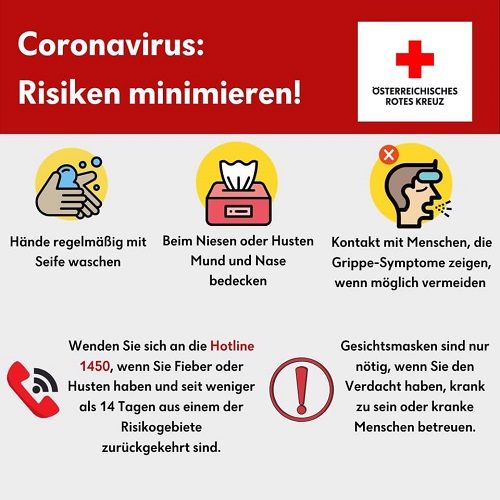 Coronavirus:
Risiken minimieren!
ÖSTERREICHISCHES
ROTES KREUZ
Hände regelmäßig mit
Seife waschen
Beim Niesen oder Husten
Mund und Nase
bedecken
Kontakt mit Menschen, die
Grippe-Symptome zeigen,
wenn möglich vermeiden
Wenden Sie sich an die Hotline
1450, wenn Sie Fieber oder
Husten haben und seit weniger
als 14 Tagen aus einem der
Risikogebiete
zurückgekehrt sind.
Gesichtsmasken sind nur
nötig, wenn Sie den
Verdacht haben, krank
zu sein oder kranke
Menschen betreuen.